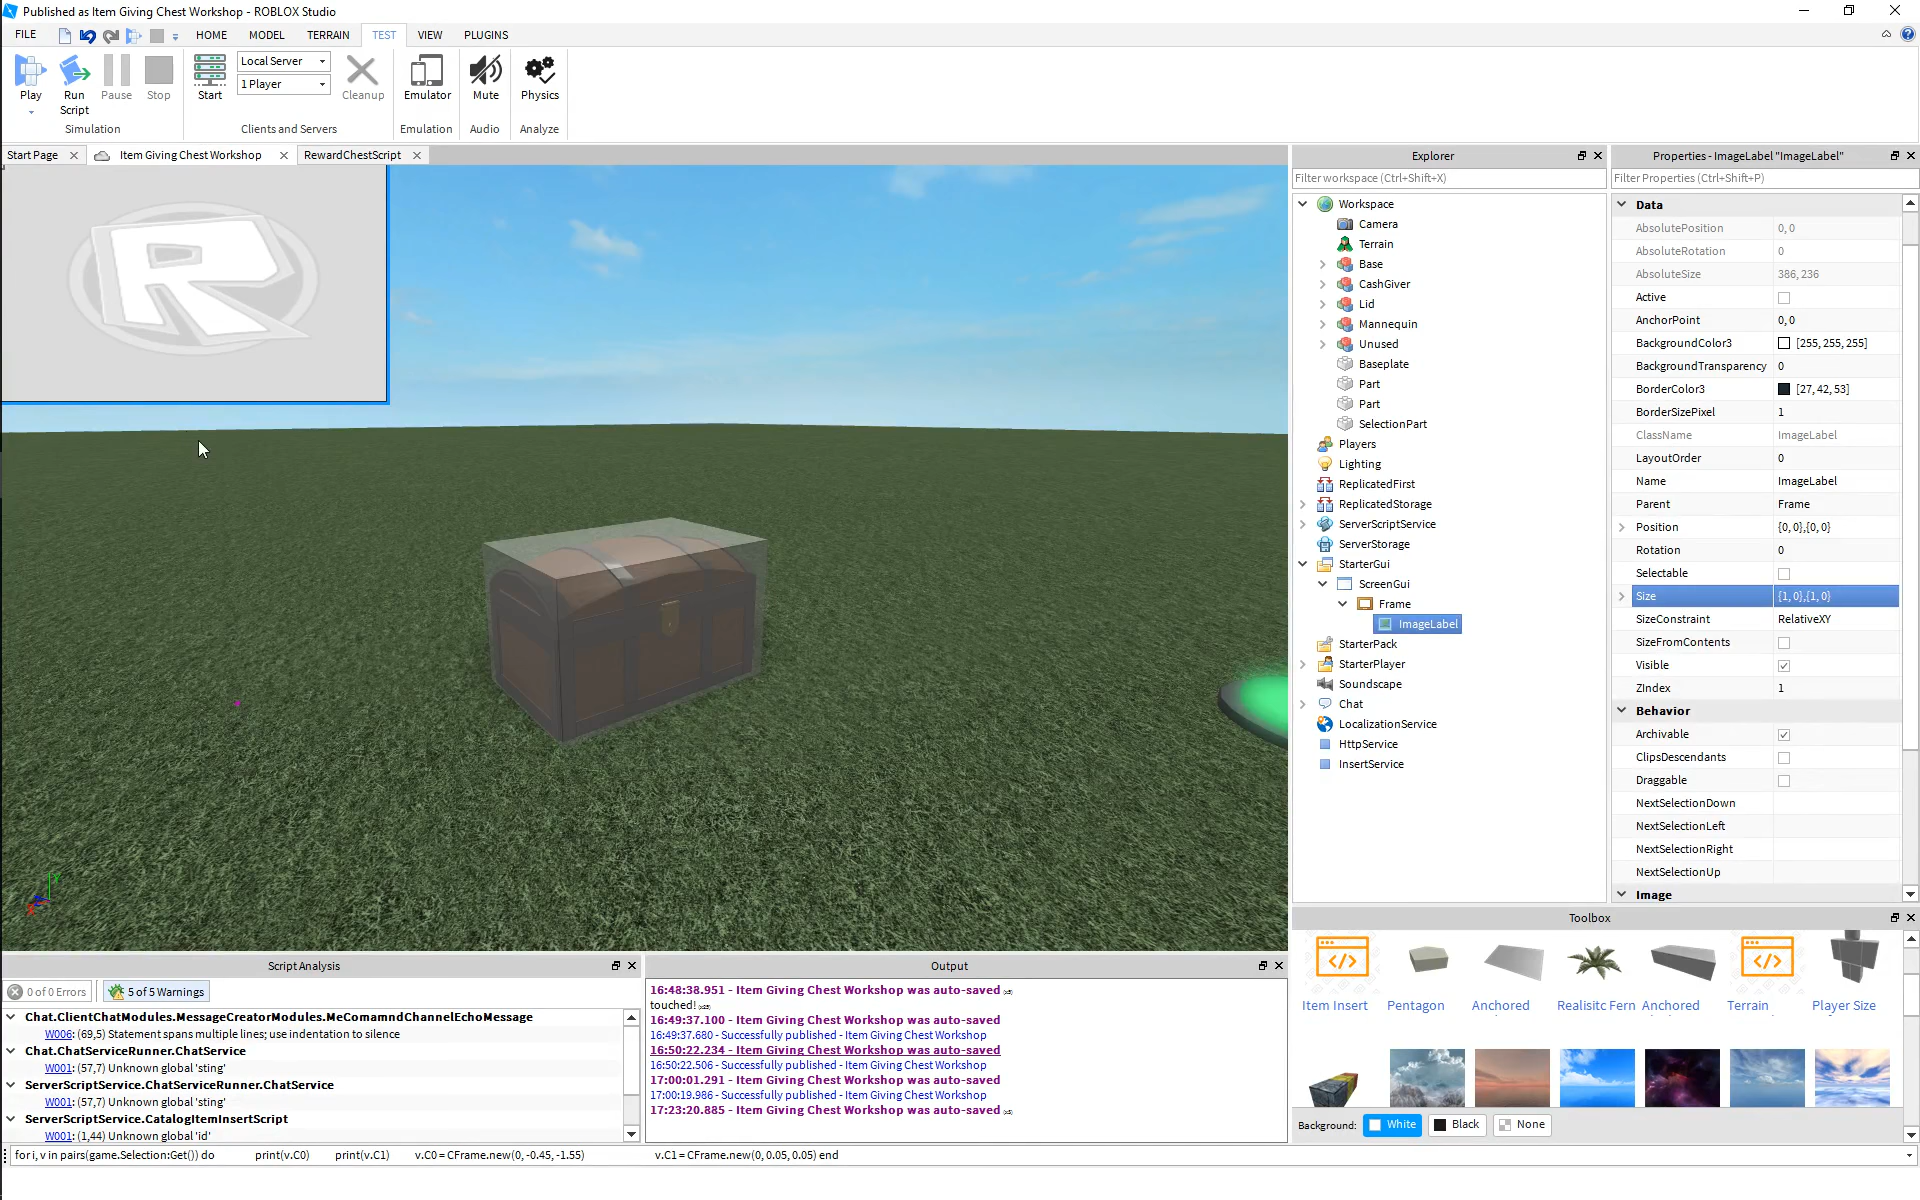 Published as Item Giving Chest Workshop - ROBLOX Studio
FILE HOME MODEL TERRAIN TEST VIEW PLUGINS
Play Run Script Pause Stop
Simulation
Start Local Server 1 Player Cleanup
Clients and Servers
Emulator
Emulation
Mute
Audio
Physics
Analyze
Start Page Item Giving Chest Workshop RewardChestScript
Explorer
Filter workspace (Ctrl+Shift+X)
Workspace
Camera
Terrain
Base
CashGiver
Lid
Mannequin
Unused
Baseplate
Part
Part
SelectionPart
Players
Lighting
ReplicatedFirst
ReplicatedStorage
ServerScriptService
ServerStorage
StarterGui
ScreenGui
Frame
ImageLabel
StarterPack
StarterPlayer
Soundscape
Chat
LocalizationService
HttpService
InsertService
Properties - ImageLabel "ImageLabel"
Filter Properties (Ctrl+Shift+P)
Data
AbsolutePosition 0, 0
AbsoluteRotation 0
AbsoluteSize 386, 236
Active
AnchorPoint 0, 0
BackgroundColor3 [255, 255, 255]
BackgroundTransparency 0
BorderColor3 [27, 42, 53]
BorderSizePixel 1
ClassName ImageLabel
LayoutOrder 0
Name ImageLabel
Parent Frame
Position {0, 0},{0, 0}
Rotation 0
Selectable
Size {1, 0},{1, 0}
SizeConstraint RelativeXY
SizeFromContents
Visible
ZIndex 1
Behavior
Archivable
ClipsDescendants
Draggable
NextSelectionDown
NextSelectionLeft
NextSelectionRight
NextSelectionUp
Image
Toolbox
Item Insert Pentagon Anchored Realisitc Fern Anchored Terrain Player Size
Background: White Black None
Script Analysis
0 of 0 Errors 5 of 5 Warnings
Chat.ClientChatModules.MessageCreatorModules.MeComamndChannelEchoMessage
W006: (69,5) Statement spans multiple lines; use indentation to silence
Chat.ChatServiceRunner.ChatService
W001: (57,7) Unknown global 'sting'
ServerScriptService.ChatServiceRunner.ChatService
W001: (57,7) Unknown global 'sting'
ServerScriptService.CatalogItemInsertScript
W001: (1,44) Unknown global 'id'
Output
16:48:38.951 - Item Giving Chest Workshop was auto-saved
touched!
16:49:37.100 - Item Giving Chest Workshop was auto-saved
16:49:37.680 - Successfully published - Item Giving Chest Workshop
16:50:22.234 - Item Giving Chest Workshop was auto-saved
16:50:22.506 - Successfully published - Item Giving Chest Workshop
17:00:01.291 - Item Giving Chest Workshop was auto-saved
17:00:19.986 - Successfully published - Item Giving Chest Workshop
17:23:20.885 - Item Giving Chest Workshop was auto-saved
for i, v in pairs(game.Selection:Get()) do print(v.C0) print(v.C1) v.C0 = CFrame.new(0, -0.45, -1.55) v.C1 = CFrame.new(0, 0.05, 0.05) end